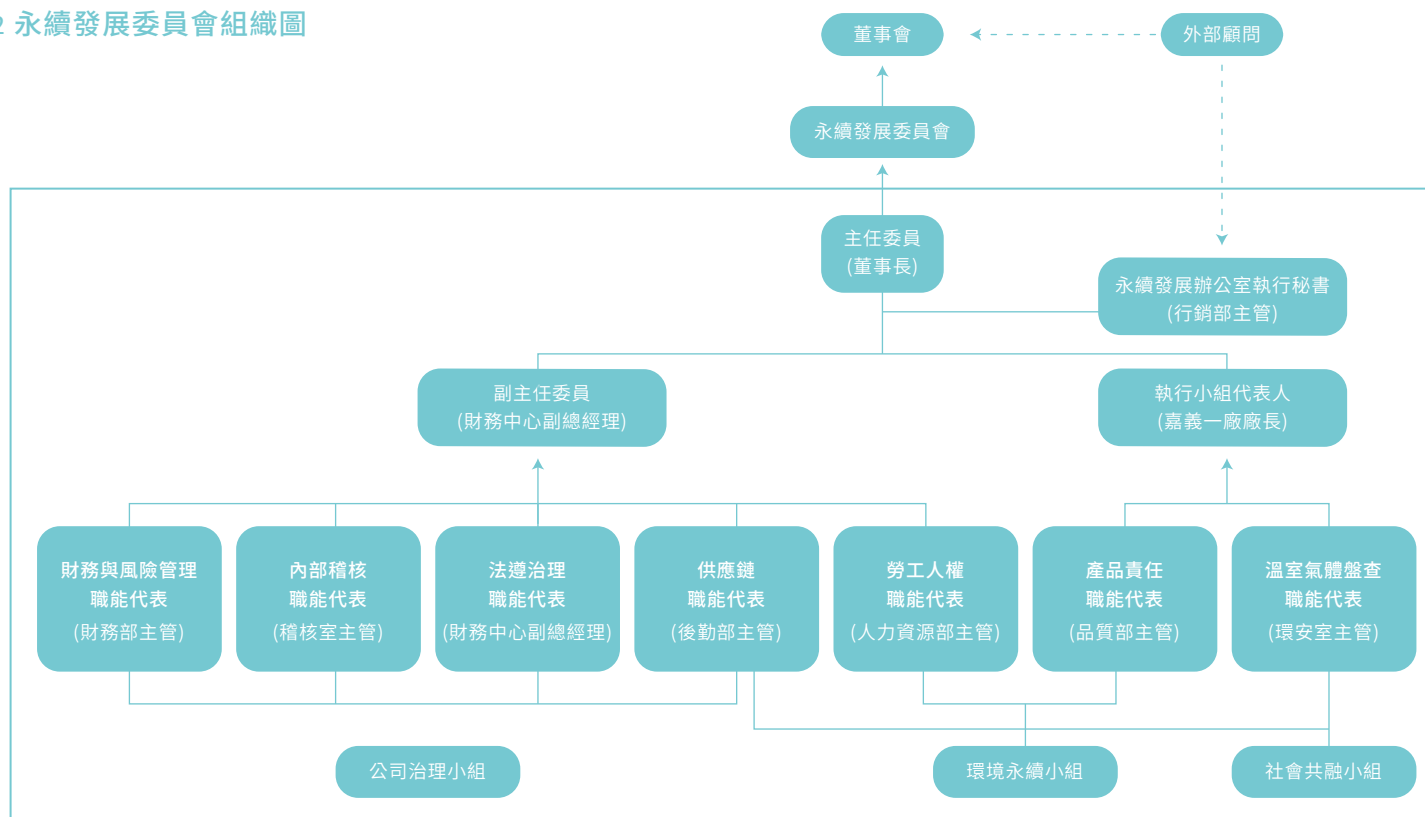 2 永續發展委員會組織圖
董事會
外部顧問
永續發展委員會
主任委員
(董事長)
永續發展辦公室執行秘書
(行銷部主管)
副主任委員
(財務中心副總經理)
執行小組代表人
(嘉義一廠廠長)
財務與風險管理
職能代表
(財務部主管)
內部稽核
職能代表
(稽核室主管)
法遵治理
職能代表
(財務中心副總經理)
供應鏈
職能代表
(後勤部主管)
勞工人權
職能代表
(人力資源部主管)
產品責任
職能代表
(品質部主管)
溫室氣體盤查
職能代表
(環安室主管)
公司治理小組
環境永續小組
社會共融小組